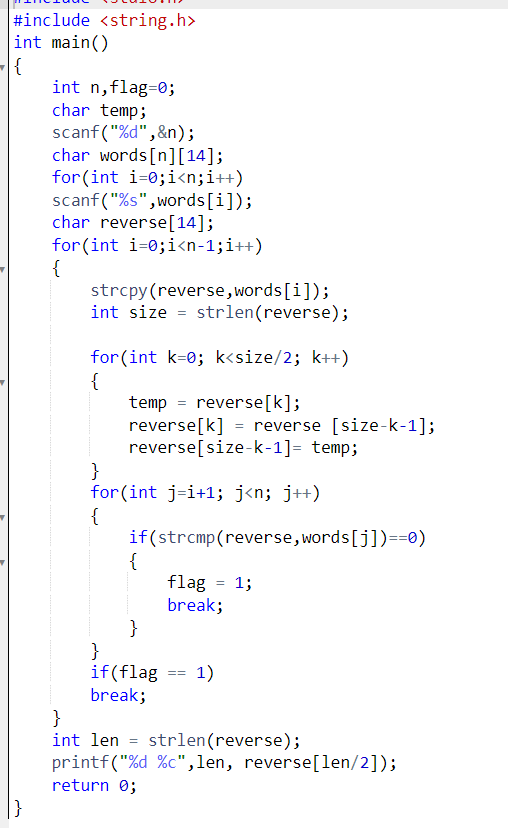 #include <stdio.h>
#include <string.h>
int main()
{
    int n,flag=0;
    char temp;
    scanf("%d",&n);
    char words[n][14];
    for(int i=0;i<n;i++)
    scanf("%s",words[i]);
    char reverse[14];
    for(int i=0;i<n-1;i++)
    {
        strcpy(reverse,words[i]);
        int size = strlen(reverse);

        for(int k=0; k<size/2; k++)
        {
            temp = reverse[k];
            reverse[k] = reverse [size-k-1];
            reverse[size-k-1]= temp;
        }
        for(int j=i+1; j<n; j++)
        {
            if(strcmp(reverse,words[j])==0)
            {
                flag = 1;
                break;
            }
        }
        if(flag == 1)
        break;
    }
    int len = strlen(reverse);
    printf("%d %c",len, reverse[len/2]);
    return 0;
}